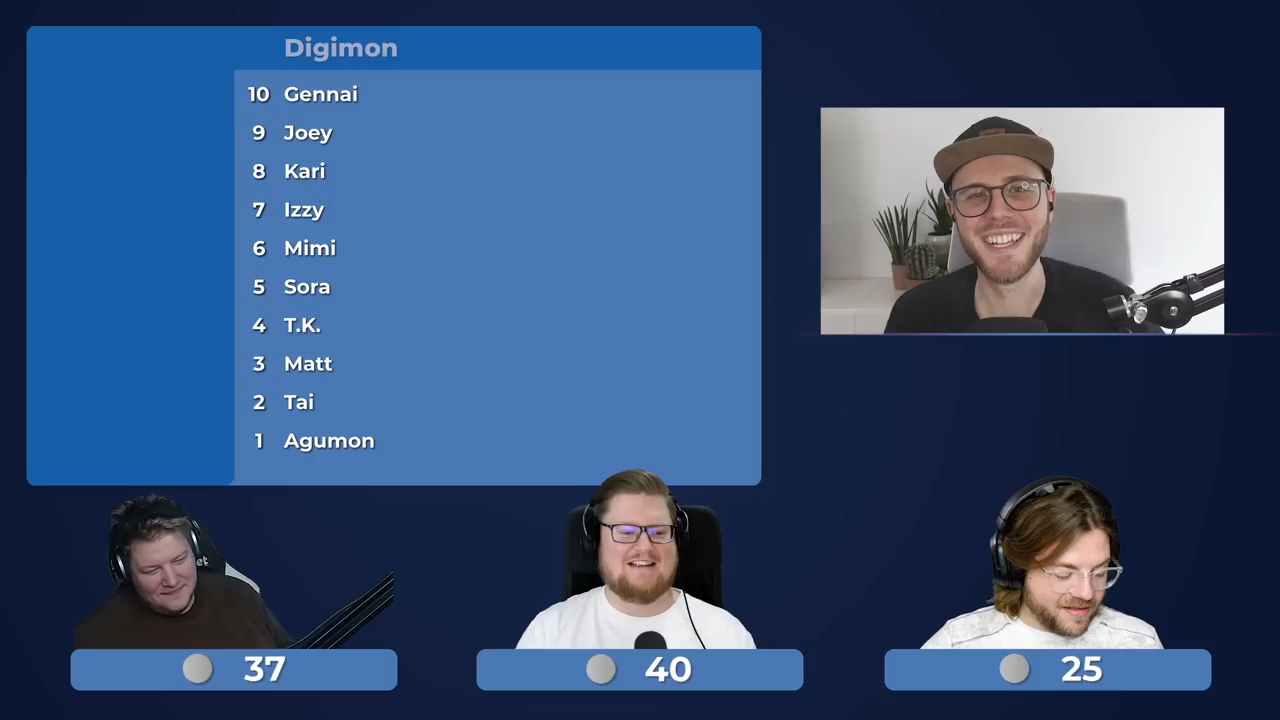 Digimon
10 Gennai
9 Joey
8 Kari
7 Izzy
6 Mimi
5 Sora
4 T.K.
3 Matt
2 Tai
1 Agumon
37
40
25